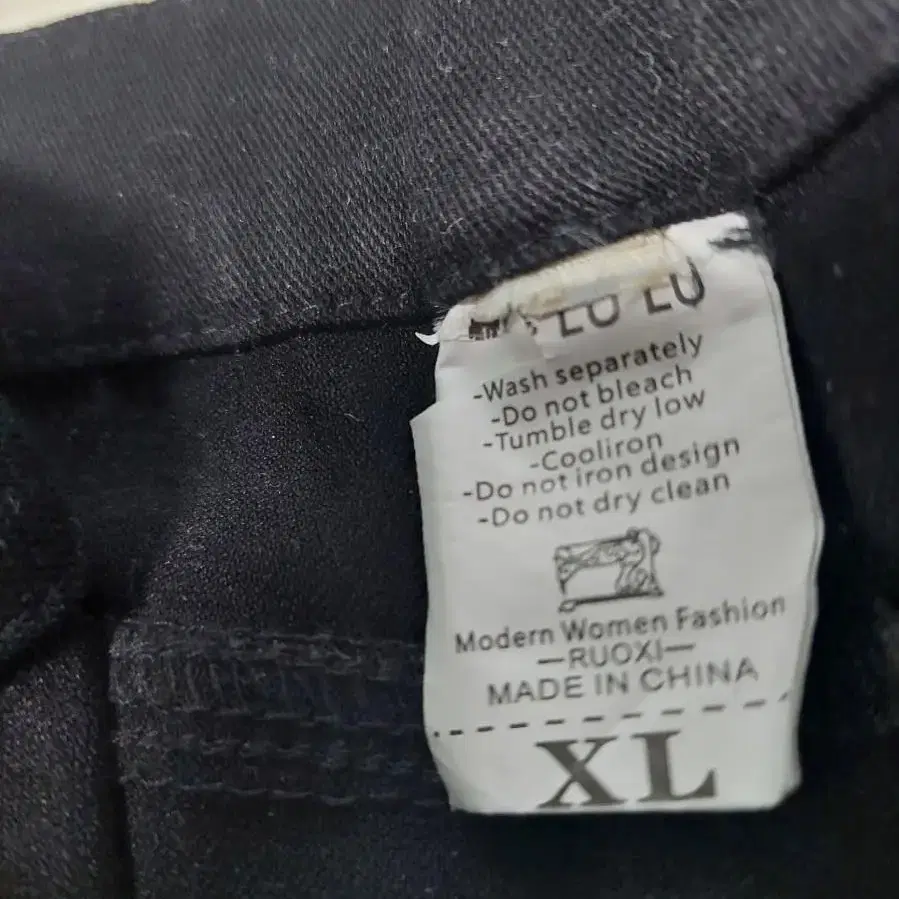 LU LU
-Wash separately
-Do not bleach
-Tumble dry low
-Cooliron
-Do not iron design
-Do not dry clean
Modern Women Fashion
—RUOXI—
MADE IN CHINA
XL